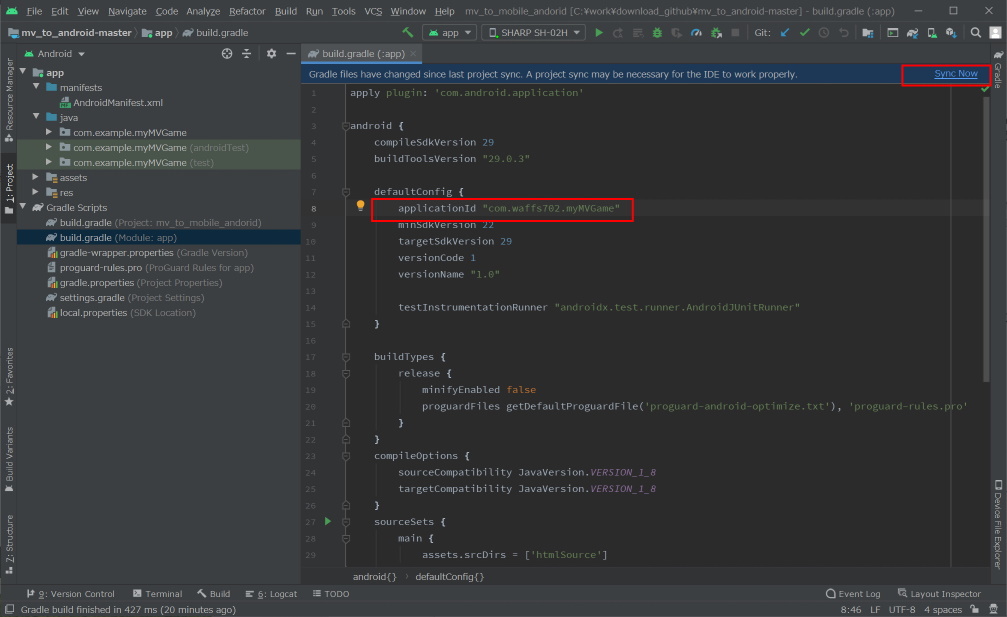 File Edit View Navigate Code Analyze Refactor Build Run Tools VCS Window Help mv_to_mobile_andorid [C:¥work¥download_github¥mv_to_android-master] - build.gradle (:app)
mv_to_android-master app build.gradle
app SHARP SH-02H Git:
Android
build.gradle (:app)
Gradle files have changed since last project sync. A project sync may be necessary for the IDE to work properly. Sync Now
Resource Manager
1: Project
2: Favorites
Build Variants
Z: Structure
app
manifests
AndroidManifest.xml
java
com.example.myMVGame
com.example.myMVGame (androidTest)
com.example.myMVGame (test)
assets
res
Gradle Scripts
build.gradle (Project: mv_to_mobile_andorid)
build.gradle (Module: app)
gradle-wrapper.properties (Gradle Version)
proguard-rules.pro (ProGuard Rules for app)
gradle.properties (Project Properties)
settings.gradle (Project Settings)
local.properties (SDK Location)
1 apply plugin: 'com.android.application'
2
3 android {
4 compileSdkVersion 29
5 buildToolsVersion "29.0.3"
6
7 defaultConfig {
8 applicationId "com.waffs702.myMVGame"
9 minSdkVersion 22
10 targetSdkVersion 29
11 versionCode 1
12 versionName "1.0"
13
14 testInstrumentationRunner "androidx.test.runner.AndroidJUnitRunner"
15 }
16
17 buildTypes {
18 release {
19 minifyEnabled false
20 proguardFiles getDefaultProguardFile('proguard-android-optimize.txt'), 'proguard-rules.pro'
21 }
22 }
23 compileOptions {
24 sourceCompatibility JavaVersion.VERSION_1_8
25 targetCompatibility JavaVersion.VERSION_1_8
26 }
27 sourceSets {
28 main {
29 assets.srcDirs = ['htmlSource']
android{} › defaultConfig{}
Gradle
Device File Explorer
9: Version Control Terminal Build 6: Logcat TODO Event Log Layout Inspector
Gradle build finished in 427 ms (20 minutes ago) 8:46 LF UTF-8 4 spaces